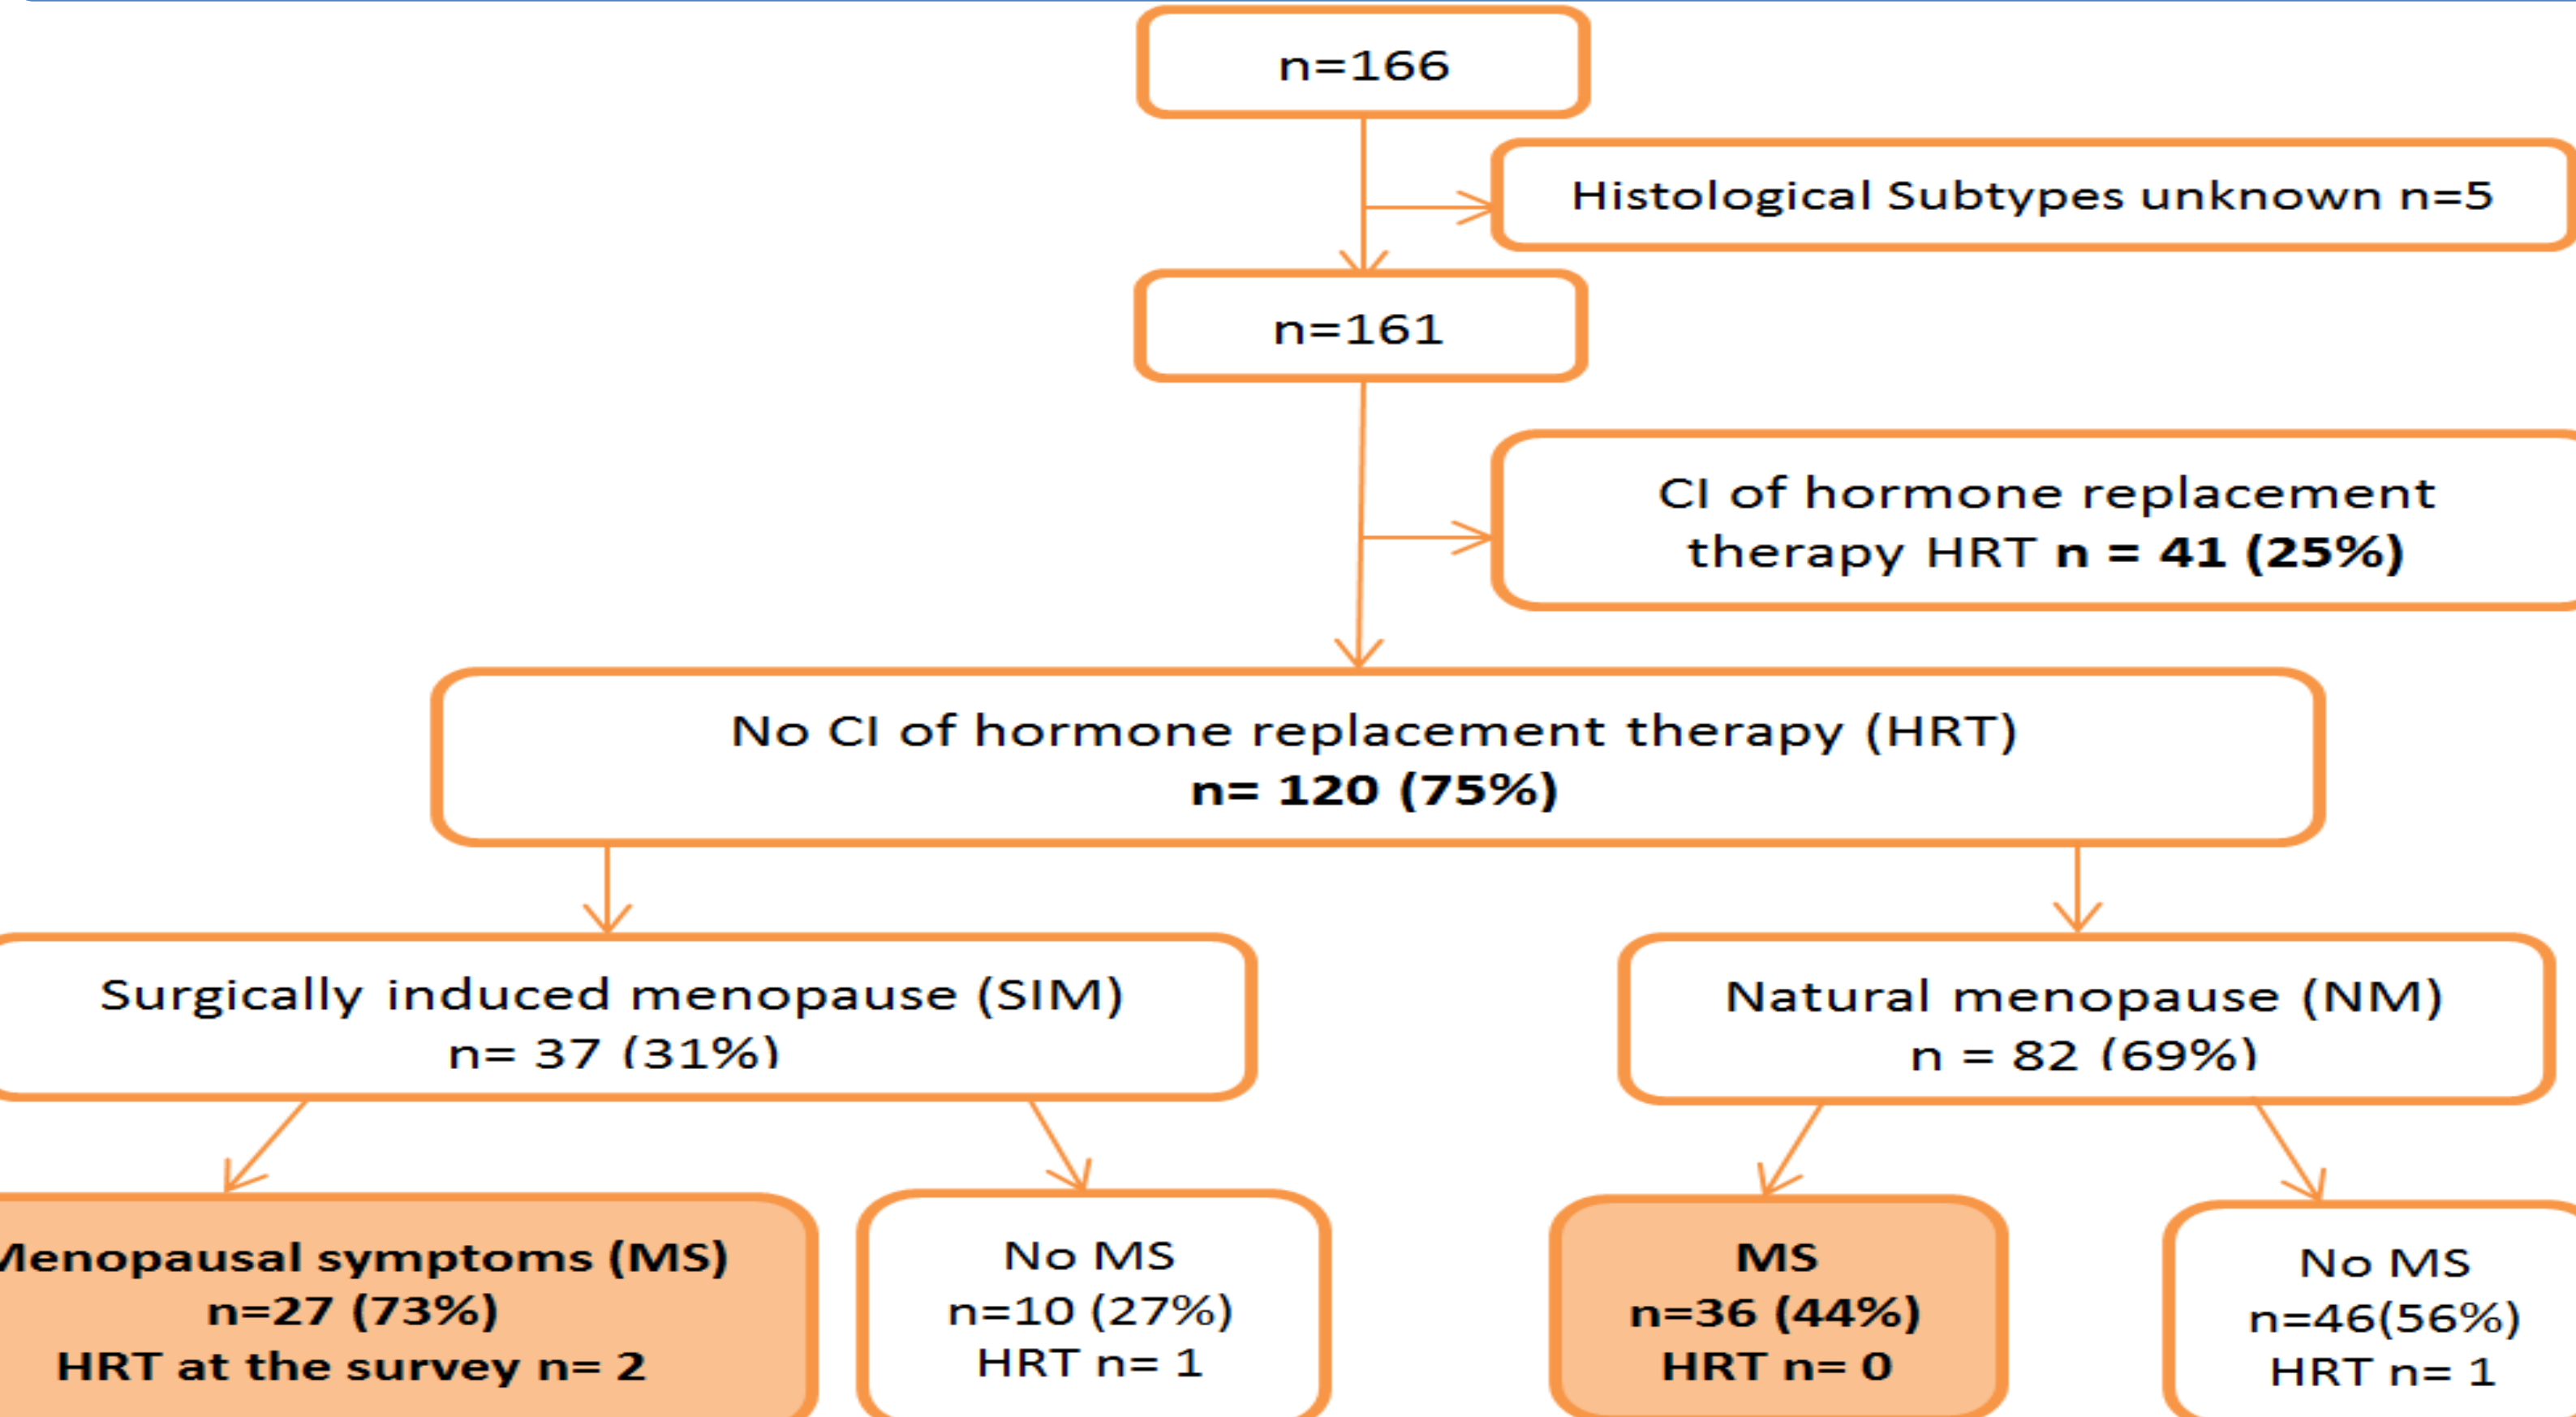 n=166
Histological Subtypes unknown n=5
n=161
CI of hormone replacement
therapy HRT n = 41 (25%)
No CI of hormone replacement therapy (HRT)
n= 120 (75%)
Surgically induced menopause (SIM)
n= 37 (31%)
Natural menopause (NM)
n = 82 (69%)
Menopausal symptoms (MS)
n=27 (73%)
HRT at the survey n= 2
No MS
n=10 (27%)
HRT n= 1
MS
n=36 (44%)
HRT n= 0
No MS
n=46(56%)
HRT n= 1